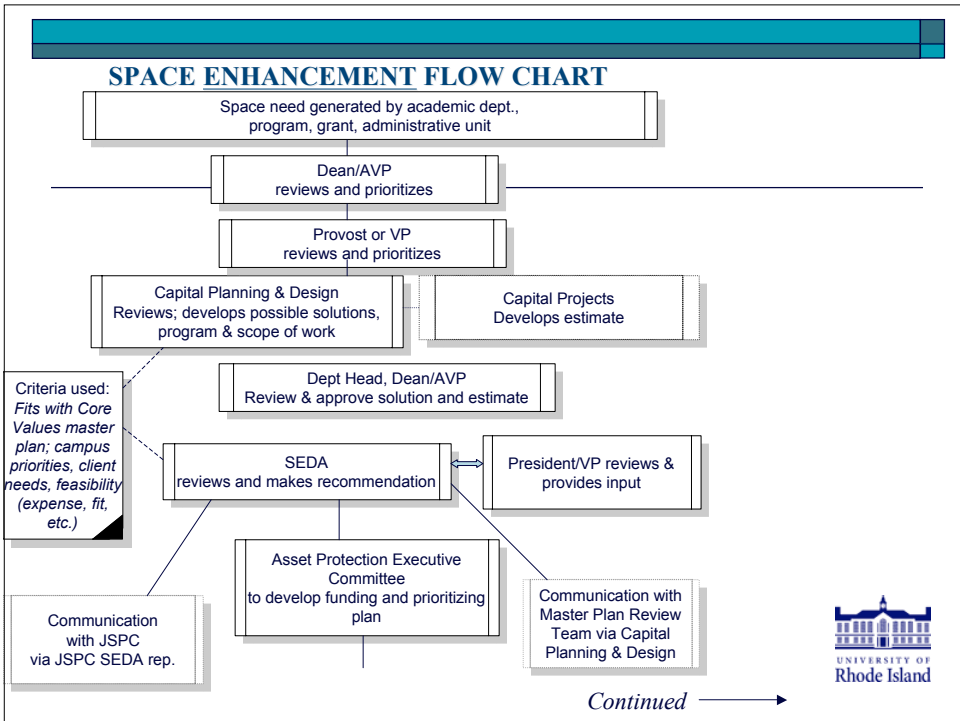 SPACE ENHANCEMENT FLOW CHART
Space need generated by academic dept.,
program, grant, administrative unit
Dean/AVP
reviews and prioritizes
Provost or VP
reviews and prioritizes
Capital Planning & Design
Reviews; develops possible solutions,
program & scope of work
Capital Projects
Develops estimate
Dept Head, Dean/AVP
Review & approve solution and estimate
Criteria used:
Fits with Core
Values master
plan; campus
priorities, client
needs, feasibility
(expense, fit,
etc.)
SEDA
reviews and makes recommendation
President/VP reviews &
provides input
Asset Protection Executive
Committee
to develop funding and prioritizing
plan
Communication
with JSPC
via JSPC SEDA rep.
Communication with
Master Plan Review
Team via Capital
Planning & Design
UNIVERSITY OF
Rhode Island
Continued